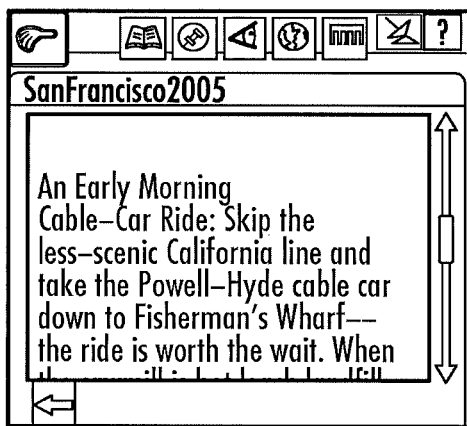 ?
SanFrancisco2005
An Early Morning
Cable–Car Ride: Skip the
less–scenic California line and
take the Powell–Hyde cable car
down to Fisherman's Wharf––
the ride is worth the wait. When